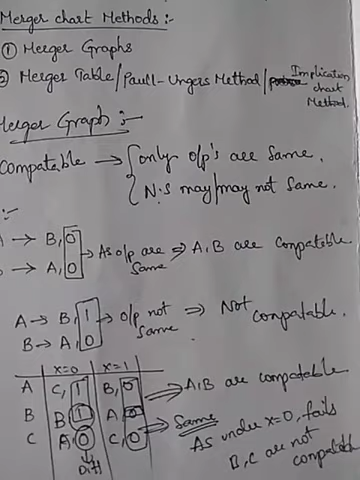 Merger chart Methods :-
① Merger Graphs
② Merger Table/Paull-Ungers Method/Implication chart Method.
Merger Graph :-
Compatable → { only o/p's are same.
{ N.S may/may not same.
:-
A → B, 0
→ A, 0 → As o/p are same ⇒ A, B are compatible.
A → B, 1
B → A, 0 → o/p not same ⇒ Not compatable.
x=0 x=1
A C, 1 B, 0 ⇒ A,B are compatable.
B B, 1 A, 0
C A, 0 C, 0 ⇒ Same
Diff
As under x=0, fails
B, C are not
compatable